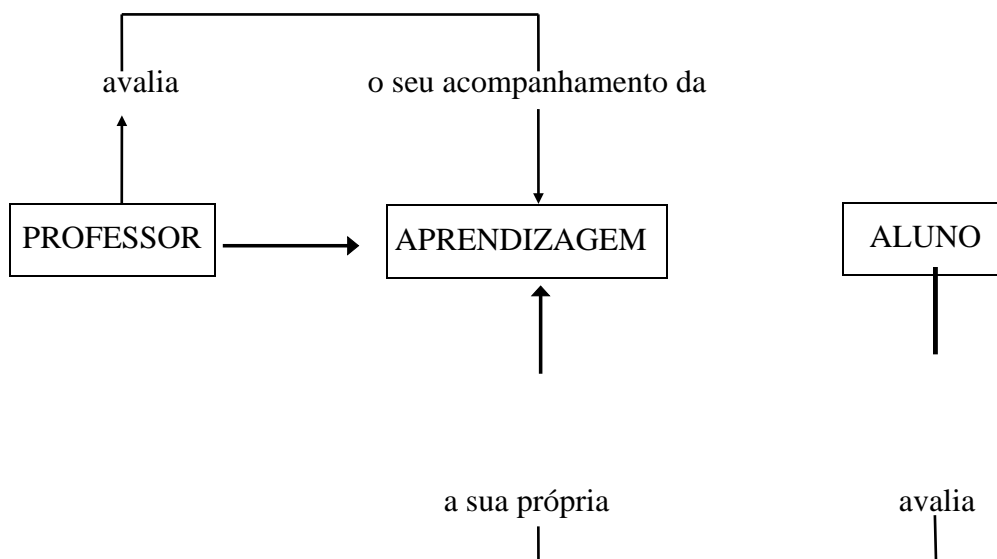 avalia o seu acompanhamento da
PROFESSOR APRENDIZAGEM ALUNO
a sua própria avalia